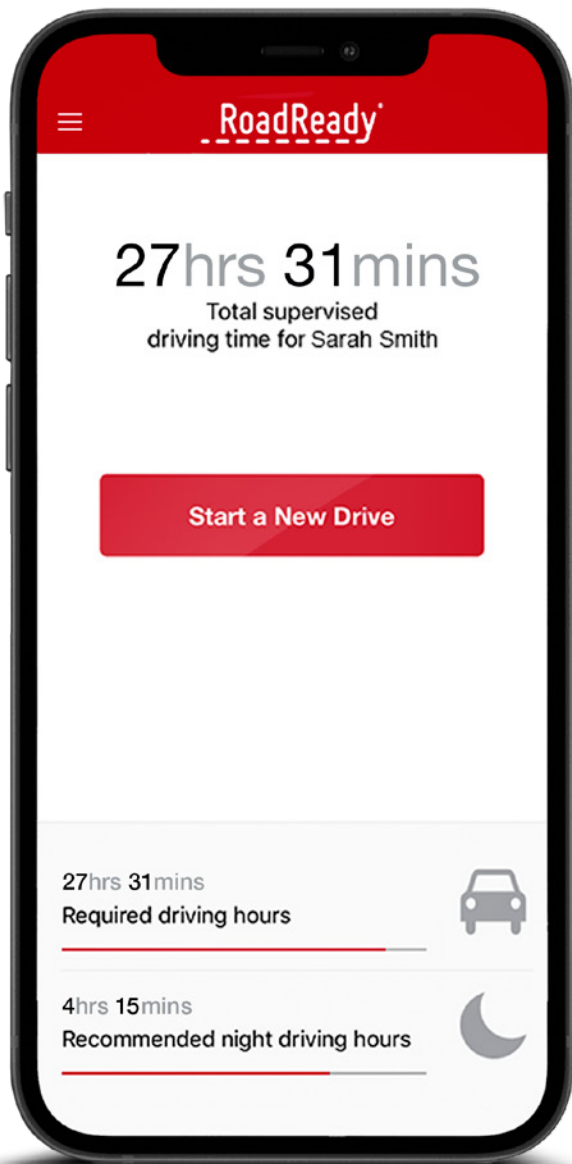 RoadReady
27hrs 31mins
Total supervised
driving time for Sarah Smith
Start a New Drive
27hrs 31mins
Required driving hours
4hrs 15mins
Recommended night driving hours